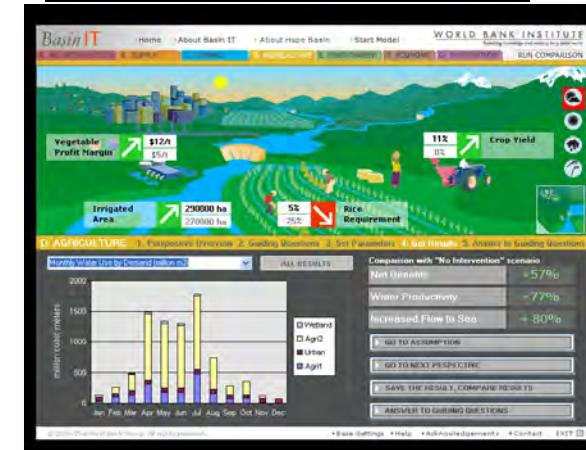 Basin IT
Home
About Basin IT
About Hope Basin
Start Model
WORLD BANK INSTITUTE
RUN COMPARISON
Vegetable
Profit Margin
$12/t
$5/t
11%
8%
Crop Yield
Irrigated
Area
290000 ha
270000 ha
5%
25%
Rice
Requirement
D. AGRICULTURE
1. Perspective Overview
2. Guiding Questions
3. Set Parameters
4. Get Results
5. Answer to Guiding Questions
Monthly Water Use by Demand (million m3)
ALL RESULTS
Comparison with "No Intervention" scenario
Net Benefits
+57%
Water Productivity
+77%
Increased Flow to Sea
+80%
million cubic meters
2000
1500
1000
500
0
Jan Feb Mar Apr May Jun Jul Aug Sep Oct Nov Dec
Wetland
Agri2
Urban
Agri1
GO TO ASSUMPTION
GO TO NEXT PESPECTIVE
SAVE THE RESULT, COMPARE RESULTS
ANSWER TO GUIDING QUESTIONS
Base Settings
Help
Acknowledgements
Contact
EXIT